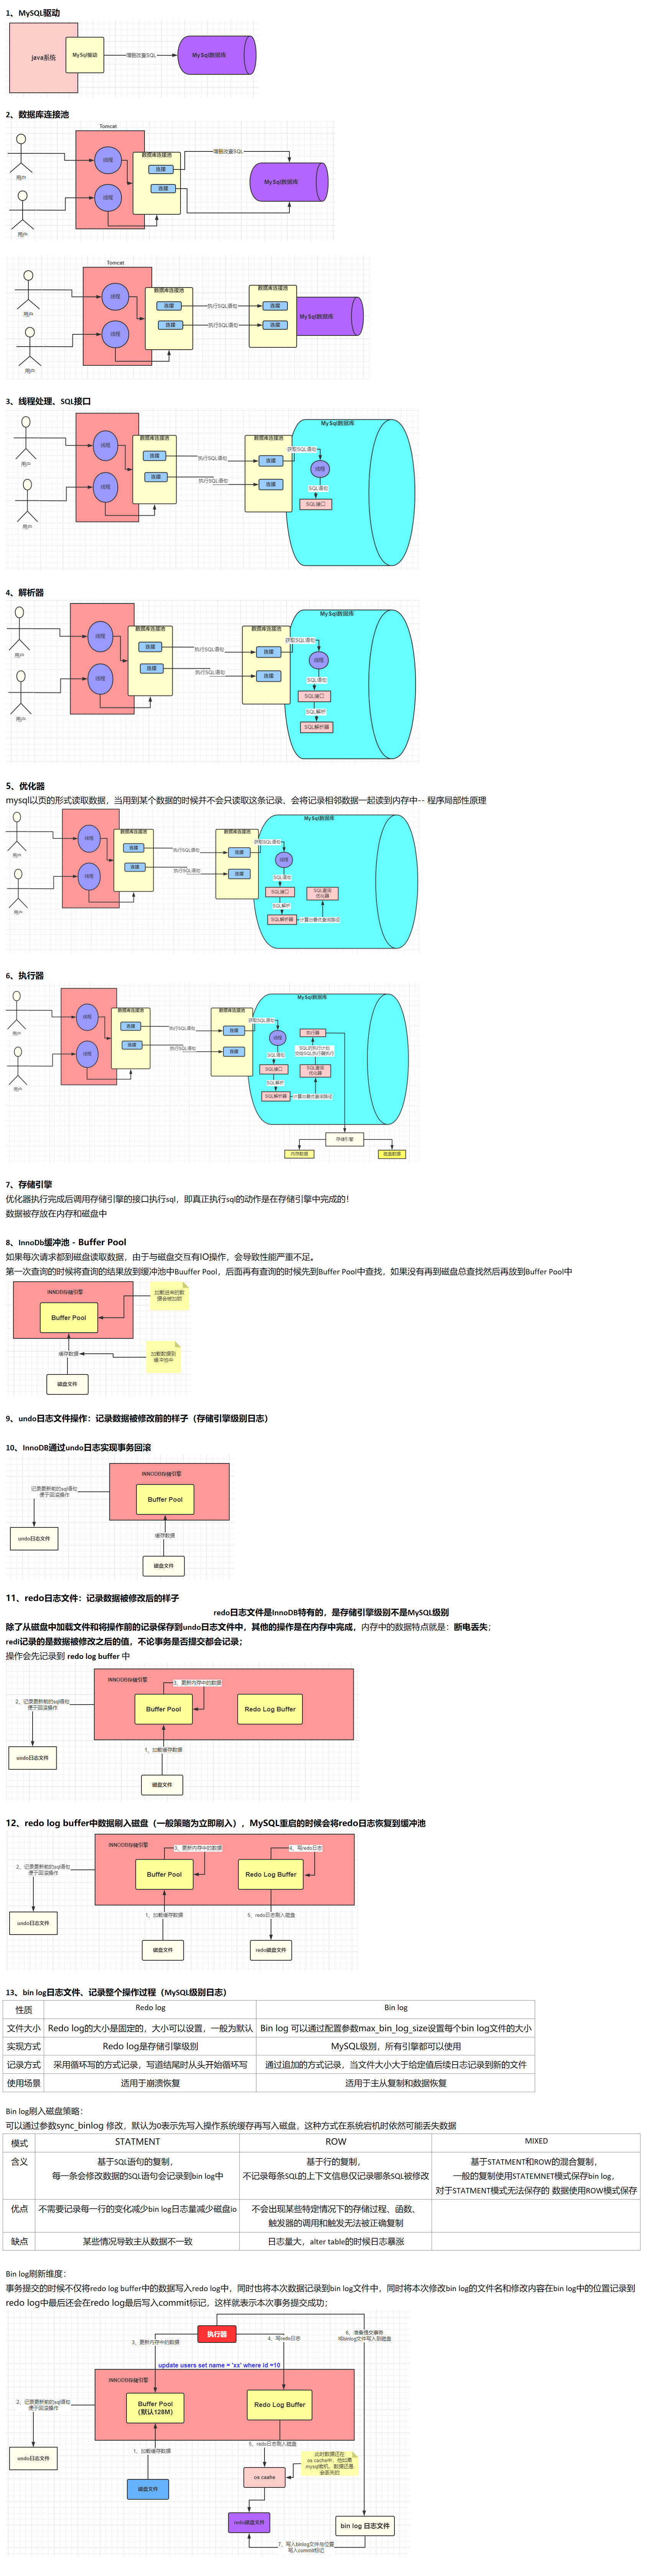 1、MySQL驱动
java系统
MySql驱动
增删改查SQL
MySql数据库
2、数据库连接池
Tomcat
线程
数据库连接池
连接
增删改查SQL
用户
线程
连接
MySql数据库
用户
Tomcat
线程
数据库连接池
连接
执行SQL语句
数据库连接池
连接
用户
线程
连接
执行SQL语句
连接
MySql数据库
用户
3、线程处理、SQL接口
MySql数据库
线程
数据库连接池
连接
执行SQL语句
数据库连接池
连接
获取SQL语句
线程
用户
线程
连接
执行SQL语句
连接
SQL语句
SQL接口
用户
4、解析器
MySql数据库
线程
数据库连接池
连接
执行SQL语句
数据库连接池
连接
获取SQL语句
线程
用户
线程
连接
执行SQL语句
连接
SQL语句
SQL接口
SQL解析
SQL解析器
用户
5、优化器
mysql以页的形式读取数据，当用到某个数据的时候并不会只读取这条记录、会将记录相邻数据一起读到内存中-- 程序局部性原理
MySql数据库
线程
数据库连接池
连接
执行SQL语句
数据库连接池
连接
获取SQL语句
线程
用户
线程
连接
执行SQL语句
连接
SQL语句
SQL接口
SQL查询
优化器
SQL解析
SQL解析器
计算出最优查询路径
用户
6、执行器
MySql数据库
线程
数据库连接池
连接
执行SQL语句
数据库连接池
连接
获取SQL语句
线程
执行器
用户
线程
连接
执行SQL语句
连接
SQL语句
SQL的执行计划
交给SQL执行器执行
SQL接口
SQL查询
优化器
SQL解析
SQL解析器
计算出最优查询路径
用户
存储引擎
内存数据
磁盘数据
7、存储引擎
优化器执行完成后调用存储引擎的接口执行sql，即真正执行sql的动作是在存储引擎中完成的！
数据被存放在内存和磁盘中
8、InnoDb缓冲池 - Buffer Pool
如果每次请求都到磁盘读取数据，由于与磁盘交互有IO操作，会导致性能严重不足。
第一次查询的时候将查询的结果放到缓冲池中Buuffer Pool，后面再有查询的时候先到Buffer Pool中查找，如果没有再到磁盘总查找然后再放到Buffer Pool中
INNODB存储引擎
Buffer Pool
加载进来的数
据会被加锁
缓存数据
加载数据到
缓冲池中
磁盘文件
9、undo日志文件操作：记录数据被修改前的样子（存储引擎级别日志）
10、InnoDB通过undo日志实现事务回滚
INNODB存储引擎
记录更新前的sql语句
便于回滚操作
Buffer Pool
undo日志文件
缓存数据
磁盘文件
11、redo日志文件：记录数据被修改后的样子
redo日志文件是InnoDB特有的，是存储引擎级别不是MySQL级别
除了从磁盘中加载文件和将操作前的记录保存到undo日志文件中，其他的操作是在内存中完成，内存中的数据特点就是：断电丢失；
redi记录的是数据被修改之后的值，不论事务是否提交都会记录；
操作会先记录到 redo log buffer 中
INNODB存储引擎
3、更新内存中的数据
2、记录更新前的sql语句
便于回滚操作
Buffer Pool
Redo Log Buffer
undo日志文件
1、加载缓存数据
磁盘文件
12、redo log buffer中数据刷入磁盘（一般策略为立即刷入），MySQL重启的时候会将redo日志恢复到缓冲池
INNODB存储引擎
3、更新内存中的数据
4、写redo日志
2、记录更新前的sql语句
便于回滚操作
Buffer Pool
Redo Log Buffer
undo日志文件
1、加载缓存数据
5、redo日志刷入磁盘
磁盘文件
redo磁盘文件
13、bin log日志文件、记录整个操作过程（MySQL级别日志）
性质 Redo log Bin log
文件大小 Redo log的大小是固定的，大小可以设置，一般为默认 Bin log 可以通过配置参数max_bin_log_size设置每个bin log文件的大小
实现方式 Redo log是存储引擎级别 MySQL级别，所有引擎都可以使用
记录方式 采用循环写的方式记录，写道结尾时从头开始循环写 通过追加的方式记录，当文件大小大于给定值后续日志记录到新的文件
使用场景 适用于崩溃恢复 适用于主从复制和数据恢复
Bin log刷入磁盘策略：
可以通过参数sync_binlog 修改，默认为0表示先写入操作系统缓存再写入磁盘，这种方式在系统宕机时依然可能丢失数据
模式 STATMENT ROW MIXED
含义 基于SQL语句的复制， 基于行的复制， 基于STATMENT和ROW的混合复制，
每一条会修改数据的SQL语句会记录到bin log中 不记录每条SQL的上下文信息仅记录哪条SQL被修改 一般的复制使用STATEMNET模式保存bin log，
对于STATMENT模式无法保存的 数据使用ROW模式保存
优点 不需要记录每一行的变化减少bin log日志量减少磁盘io 不会出现某些特定情况下的存储过程、函数、
触发器的调用和触发无法被正确复制
缺点 某些情况导致主从数据不一致 日志量大，alter table的时候日志暴涨
Bin log刷新维度：
事务提交的时候不仅将redo log buffer中的数据写入redo log中，同时也将本次数据记录到bin log文件中，同时将本次修改bin log的文件名和修改内容在bin log中的位置记录到
redo log中最后还会在redo log最后写入commit标记，这样就表示本次事务提交成功；
执行器
3、更新内存中的数据
4、写redo日志
6、准备提交事务
将binlog文件写入到磁盘
update users set name = 'xx' where id =10
INNODB存储引擎
2、记录更新前的sql语句
便于回滚操作
Buffer Pool
（默认128M）
Redo Log Buffer
undo日志文件
1、加载缓存数据
5、redo日志刷入磁盘
磁盘文件
os caahe
此时数据还在
os cache中，他如果
mysql宕机，数据还是
会丢失的
redo磁盘文件
bin log 日志文件
7、写入binlog文件与位置
写入commit标记